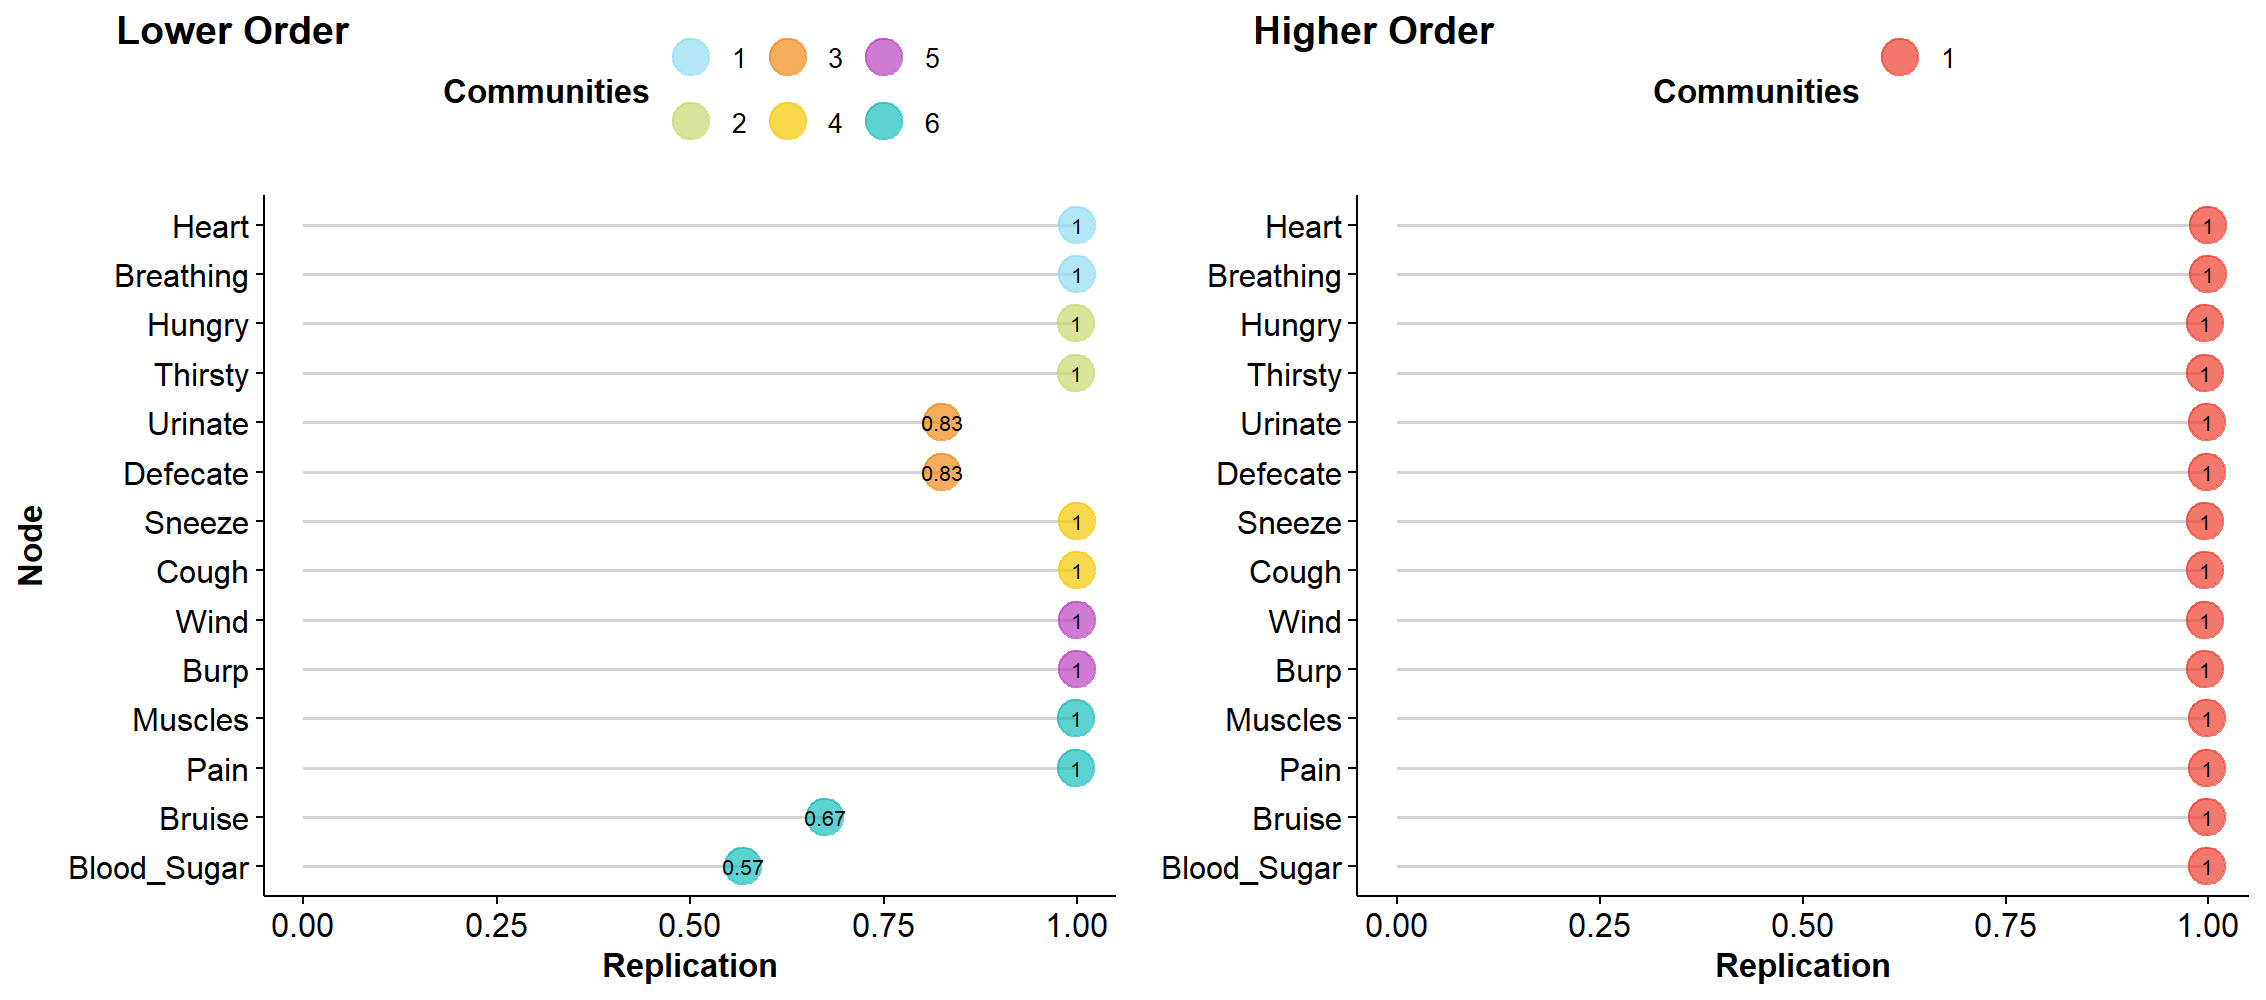 Lower Order
Communities
1 3 5
2 4 6
Heart 1
Breathing 1
Hungry 1
Thirsty 1
Urinate 0.83
Defecate 0.83
Sneeze 1
Cough 1
Wind 1
Burp 1
Muscles 1
Pain 1
Bruise 0.67
Blood_Sugar 0.57
Node
0.00 0.25 0.50 0.75 1.00
Replication
Higher Order
Communities
1
Heart 1
Breathing 1
Hungry 1
Thirsty 1
Urinate 1
Defecate 1
Sneeze 1
Cough 1
Wind 1
Burp 1
Muscles 1
Pain 1
Bruise 1
Blood_Sugar 1
0.00 0.25 0.50 0.75 1.00
Replication